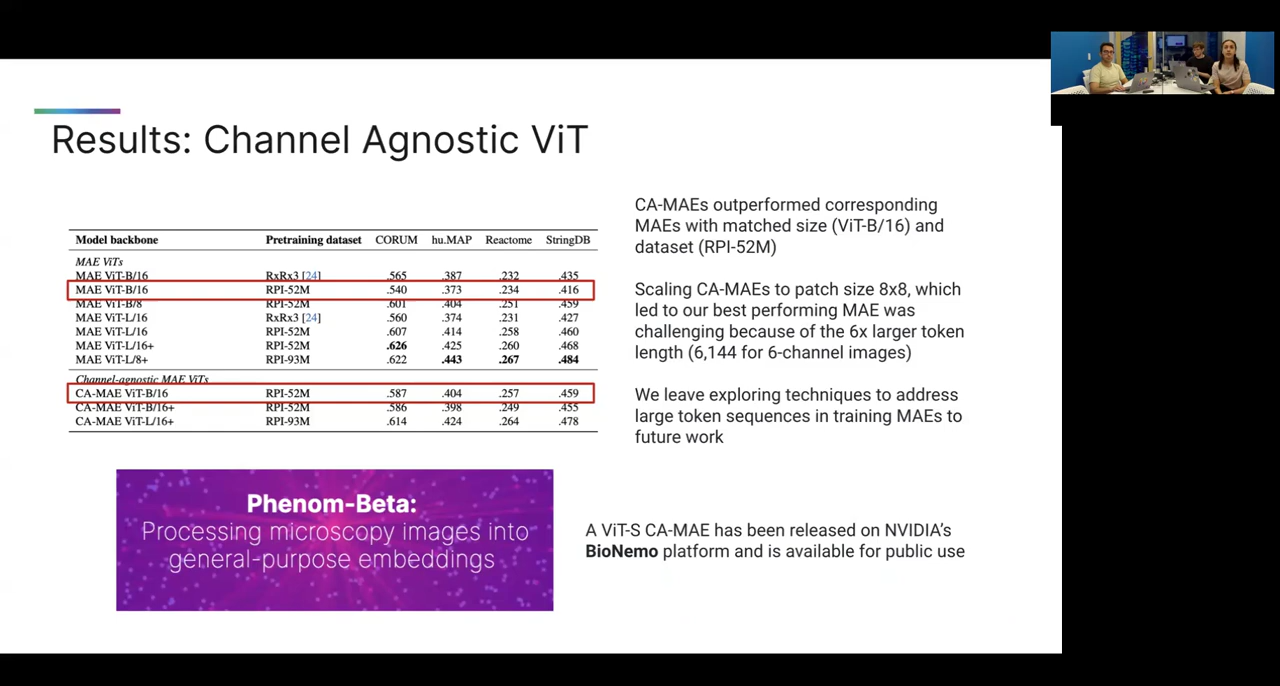 Results: Channel Agnostic ViT
Model backbone Pretraining dataset CORUM hu.MAP Reactome StringDB
MAE ViTs
MAE ViT-B/16 RxRx3 [24] .565 .387 .232 .435
MAE ViT-B/16 RPI-52M .540 .373 .234 .416
MAE ViT-B/8 RPI-52M .601 .404 .251 .459
MAE ViT-L/16 RxRx3 [24] .560 .374 .231 .427
MAE ViT-L/16 RPI-52M .607 .414 .258 .460
MAE ViT-L/16+ RPI-52M .626 .425 .260 .468
MAE ViT-L/8+ RPI-93M .622 .443 .267 .484
Channel-agnostic MAE ViTs
CA-MAE ViT-B/16 RPI-52M .587 .404 .257 .459
CA-MAE ViT-B/16+ RPI-52M .586 .398 .249 .455
CA-MAE ViT-L/16+ RPI-93M .614 .424 .264 .478
CA-MAEs outperformed corresponding
MAEs with matched size (ViT-B/16) and
dataset (RPI-52M)
Scaling CA-MAEs to patch size 8x8, which
led to our best performing MAE was
challenging because of the 6x larger token
length (6,144 for 6-channel images)
We leave exploring techniques to address
large token sequences in training MAEs to
future work
Phenom-Beta:
Processing microscopy images into
general-purpose embeddings
A ViT-S CA-MAE has been released on NVIDIA's
BioNemo platform and is available for public use